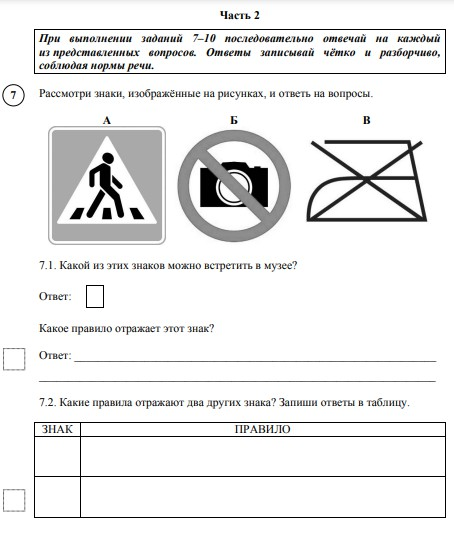 Часть 2
При выполнении заданий 7–10 последовательно отвечай на каждый
из представленных вопросов. Ответы записывай чётко и разборчиво,
соблюдая нормы речи.
7 Рассмотри знаки, изображённые на рисунках, и ответь на вопросы.
А Б В
7.1. Какой из этих знаков можно встретить в музее?
Ответ:
Какое правило отражает этот знак?
Ответ:
7.2. Какие правила отражают два других знака? Запиши ответы в таблицу.
ЗНАК ПРАВИЛО